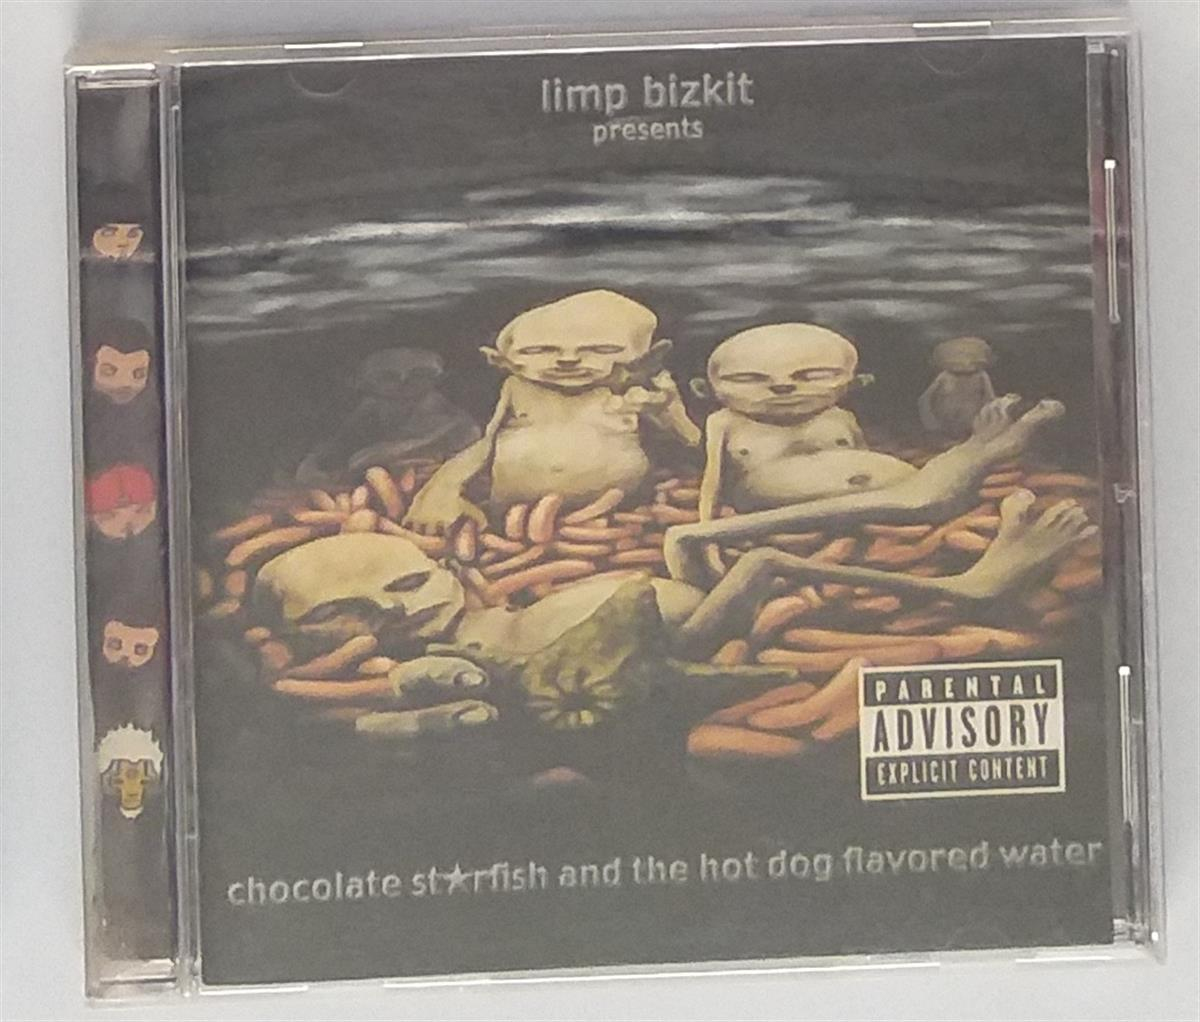 limp bizkit
presents
PARENTAL
ADVISORY
EXPLICIT CONTENT
chocolate st★rfish and the hot dog flavored water